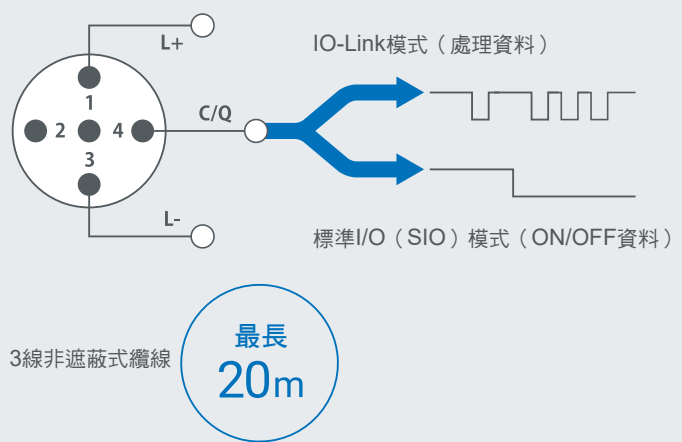 L+
IO-Link模式（處理資料）
1
2
4
C/Q
3
L-
標準I/O（SIO）模式（ON/OFF資料）
最長
3線非遮蔽式纜線
20m